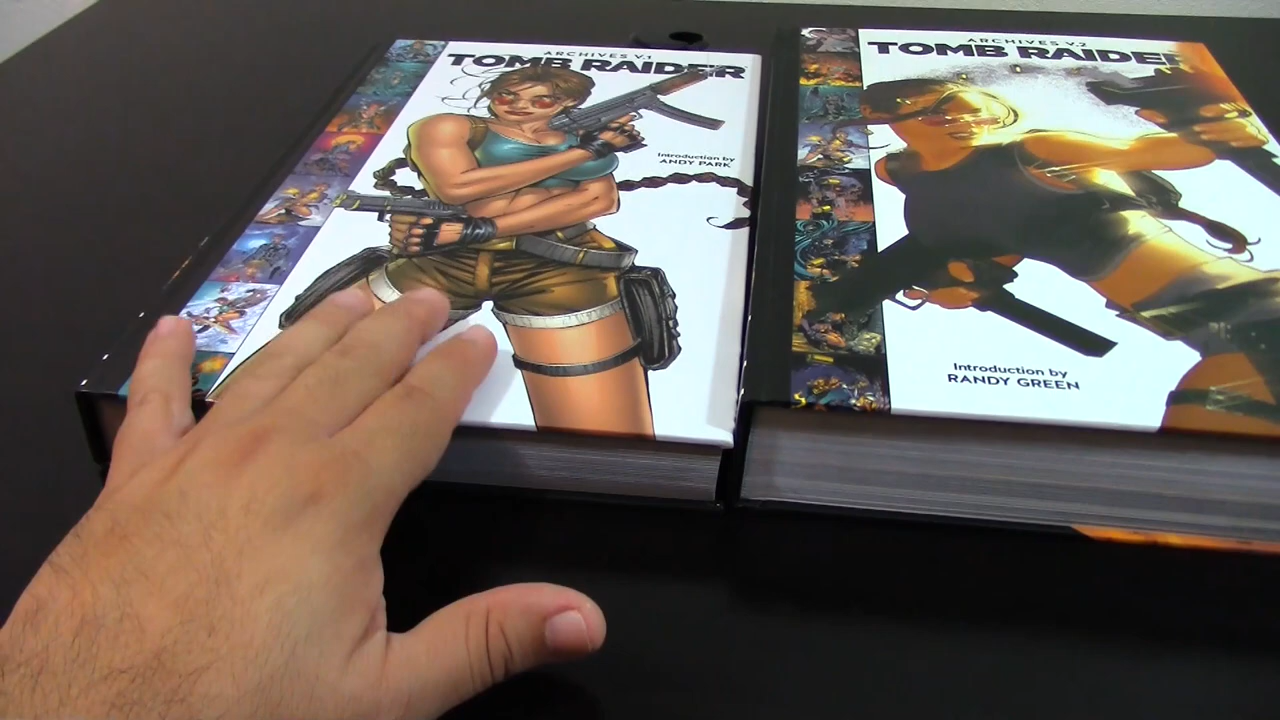 ARCHIVES V.1
TOMB RAIDER
Introduction by
ANDY PARK
ARCHIVES V.2
TOMB RAIDER
Introduction by
RANDY GREEN